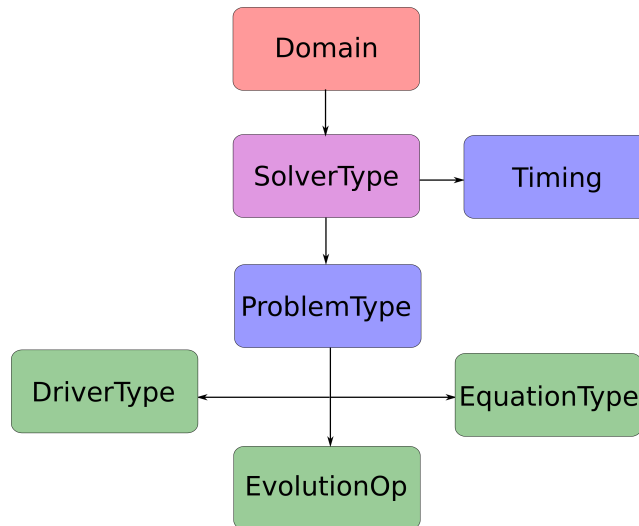 Domain
SolverType
Timing
ProblemType
DriverType
EquationType
EvolutionOp